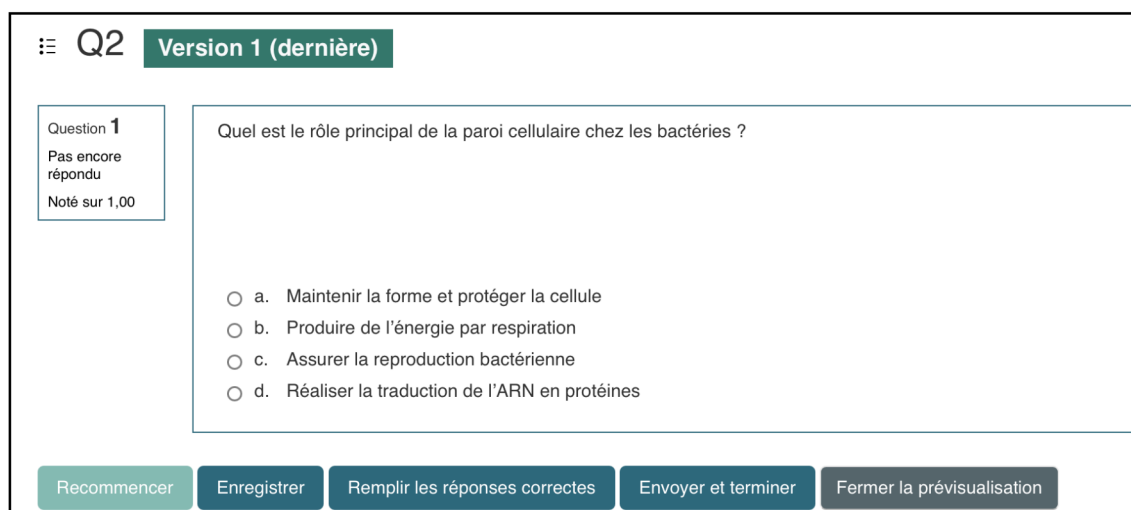 Q2 Version 1 (dernière)
Question 1
Pas encore
répondu
Noté sur 1,00
Quel est le rôle principal de la paroi cellulaire chez les bactéries ?
a. Maintenir la forme et protéger la cellule
b. Produire de l’énergie par respiration
c. Assurer la reproduction bactérienne
d. Réaliser la traduction de l’ARN en protéines
Recommencer Enregistrer Remplir les réponses correctes Envoyer et terminer Fermer la prévisualisation